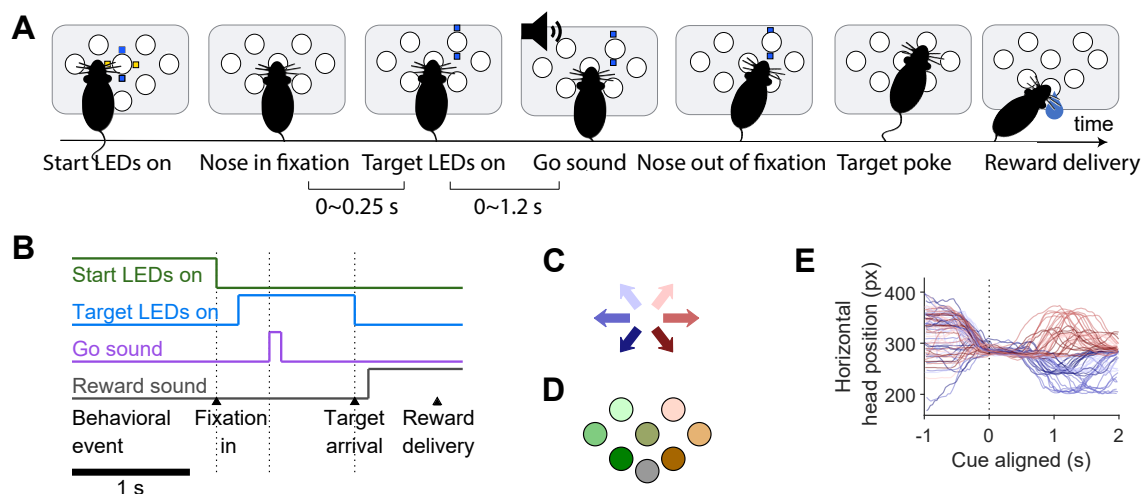 A
time
Start LEDs on
Nose in fixation
Target LEDs on
Go sound
Nose out of fixation
Target poke
Reward delivery
0~0.25 s
0~1.2 s
B
Start LEDs on
Target LEDs on
Go sound
Reward sound
Behavioral
event
Fixation
in
Target
arrival
Reward
delivery
1 s
C
D
E
Horizontal
head position (px)
400
300
200
-1
0
1
2
Cue aligned (s)